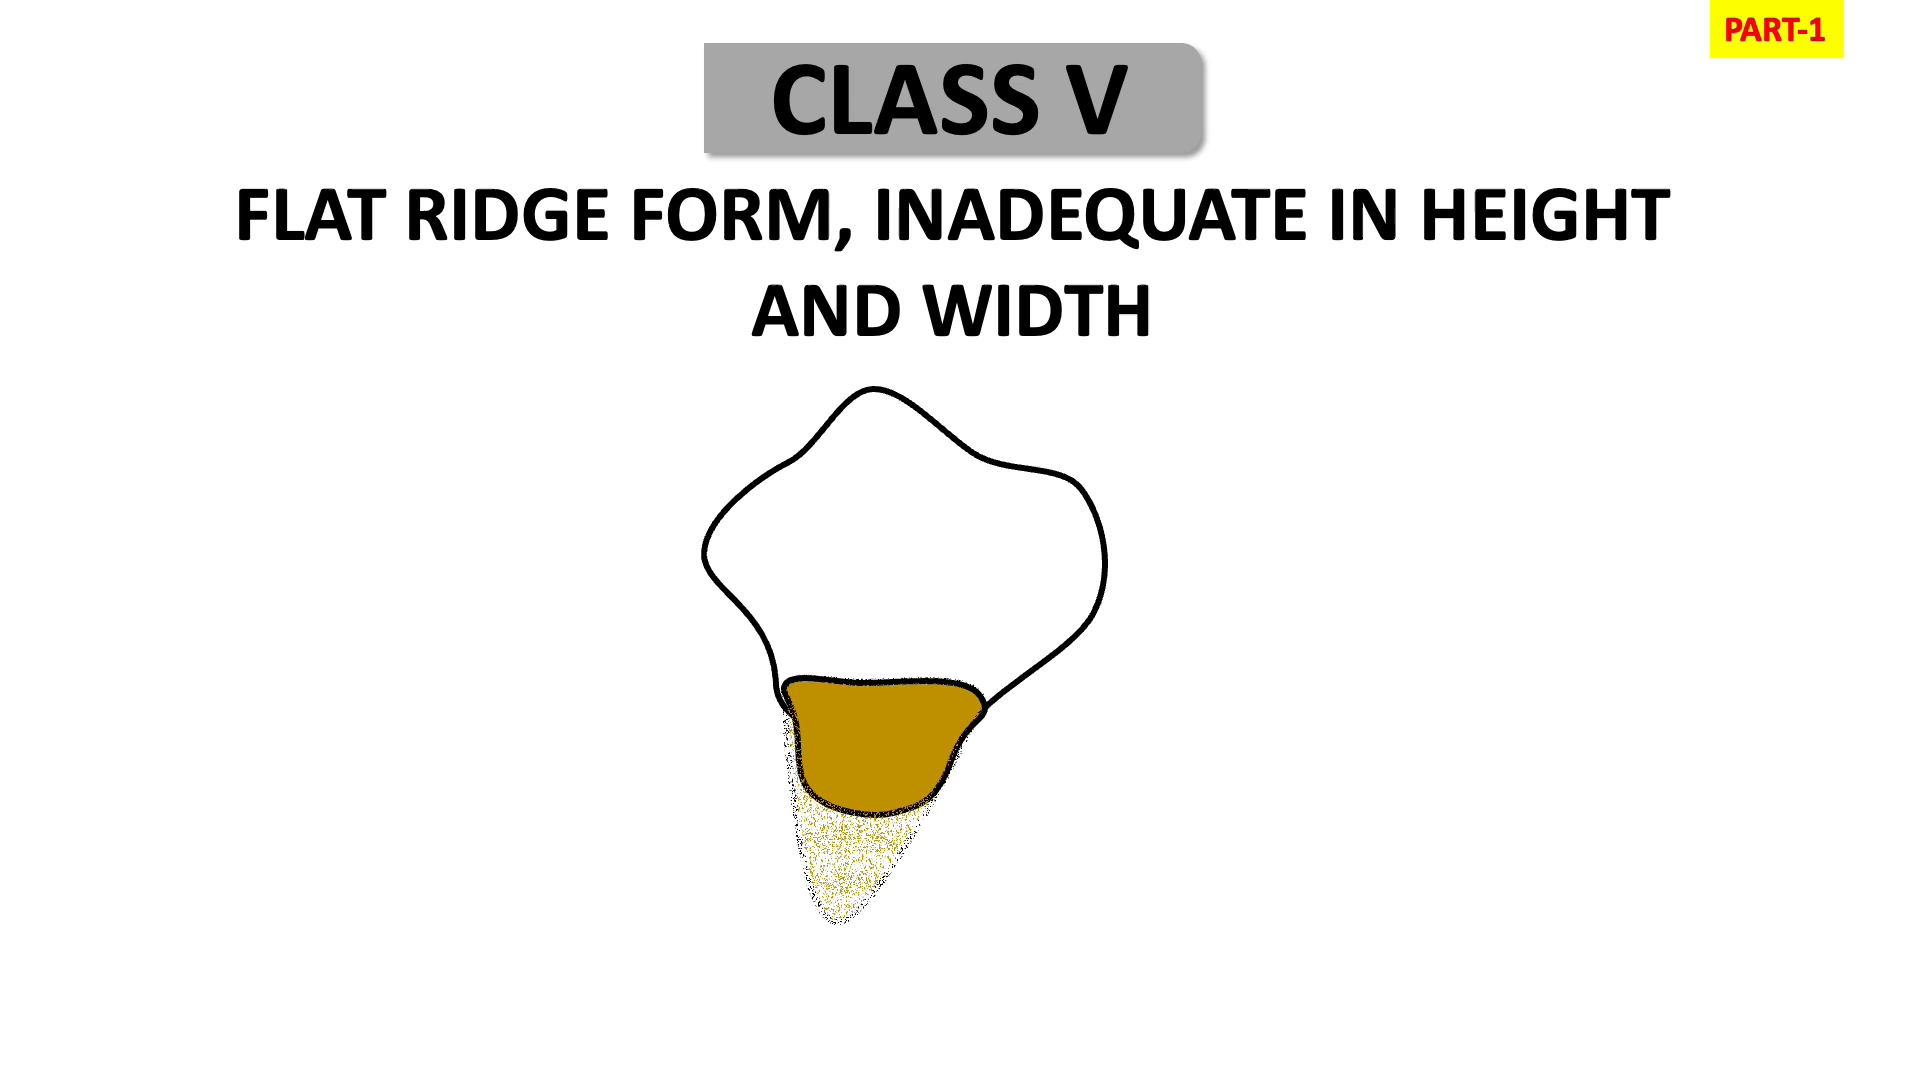 PART-1
CLASS V
FLAT RIDGE FORM, INADEQUATE IN HEIGHT
AND WIDTH